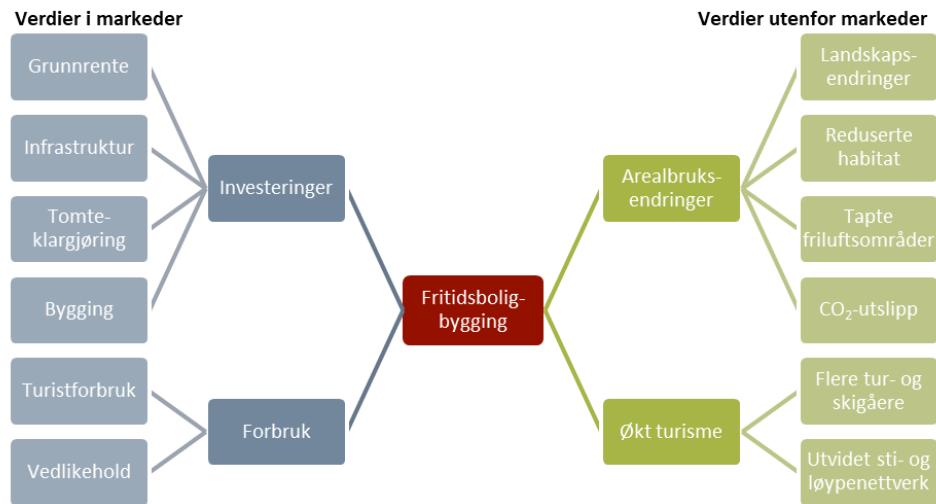 Verdier i markeder
Verdier utenfor markeder
Grunnrente
Infrastruktur
Tomte-
klargjøring
Bygging
Turistforbruk
Vedlikehold
Investeringer
Forbruk
Fritidsbolig-
bygging
Arealbruks-
endringer
Økt turisme
Landskaps-
endringer
Reduserte
habitat
Tapte
friluftsområder
CO₂-utslipp
Flere tur- og
skigåere
Utvidet sti- og
løypenettverk